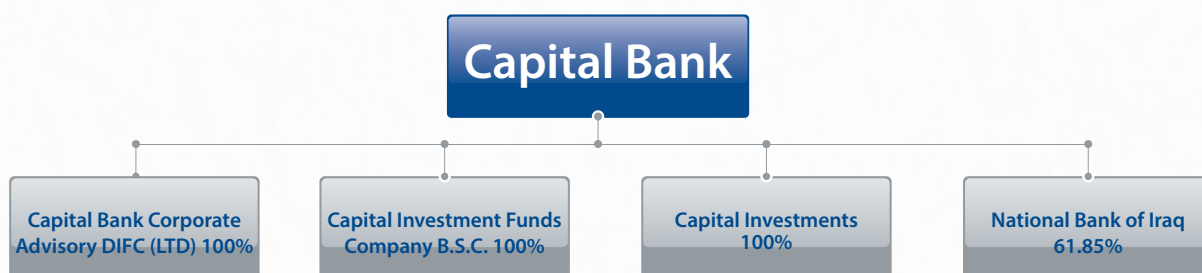 Capital Bank
Capital Bank Corporate
Advisory DIFC (LTD) 100%
Capital Investment Funds
Company B.S.C. 100%
Capital Investments
100%
National Bank of Iraq
61.85%